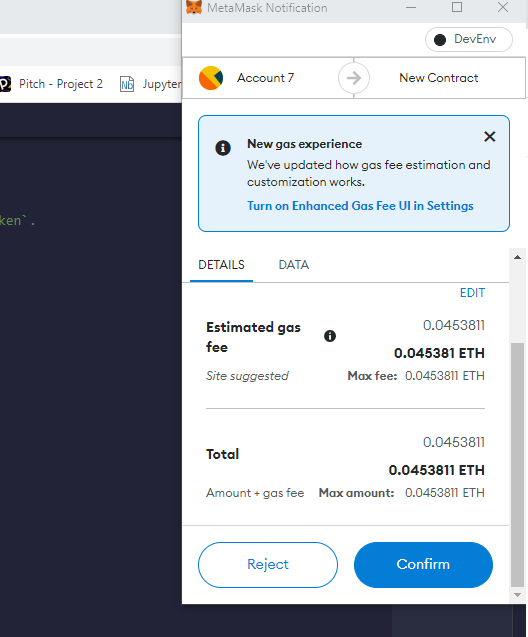 MetaMask Notification
DevEnv
Pitch - Project 2
Nb Jupyter
Account 7
New Contract
New gas experience
We've updated how gas fee estimation and
customization works.
Turn on Enhanced Gas Fee UI in Settings
ken`.
DETAILS
DATA
EDIT
Estimated gas
fee
0.0453811
0.045381 ETH
Site suggested
Max fee: 0.0453811 ETH
Total
0.0453811
0.0453811 ETH
Amount + gas fee
Max amount: 0.0453811 ETH
Reject
Confirm